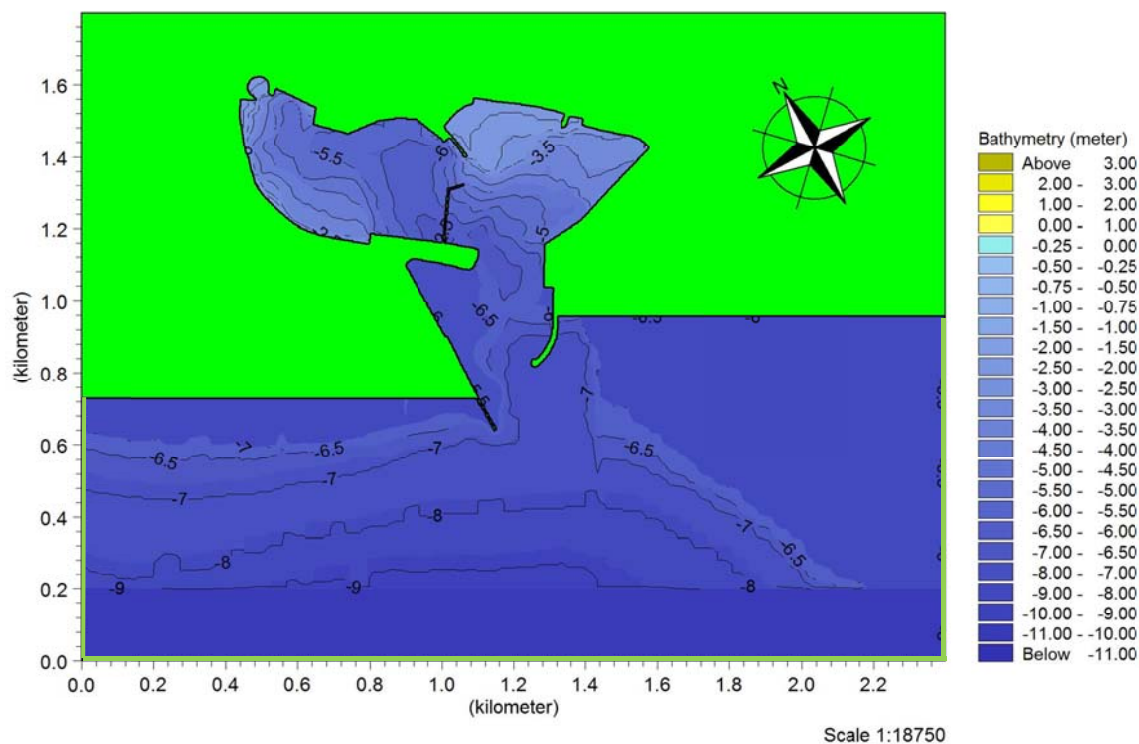 N
1.6
1.4
1.2
1.0
0.8
0.6
0.4
0.2
0.0
(kilometer)
-5.5
-6
-3.5
-5
-6.5
-7
-7
-6.5
-6.5
-7
-7
-6.5
-7
-6.5
-7
-8
-8
-8
-9
-9
0.0 0.2 0.4 0.6 0.8 1.0 1.2 1.4 1.6 1.8 2.0 2.2
(kilometer)
Scale 1:18750
Bathymetry (meter)
Above 3.00
2.00 - 3.00
1.00 - 2.00
0.00 - 1.00
-0.25 - 0.00
-0.50 - -0.25
-0.75 - -0.50
-1.00 - -0.75
-1.50 - -1.00
-2.00 - -1.50
-2.50 - -2.00
-3.00 - -2.50
-3.50 - -3.00
-4.00 - -3.50
-4.50 - -4.00
-5.00 - -4.50
-5.50 - -5.00
-6.00 - -5.50
-6.50 - -6.00
-7.00 - -6.50
-8.00 - -7.00
-9.00 - -8.00
-10.00 - -9.00
-11.00 - -10.00
Below -11.00